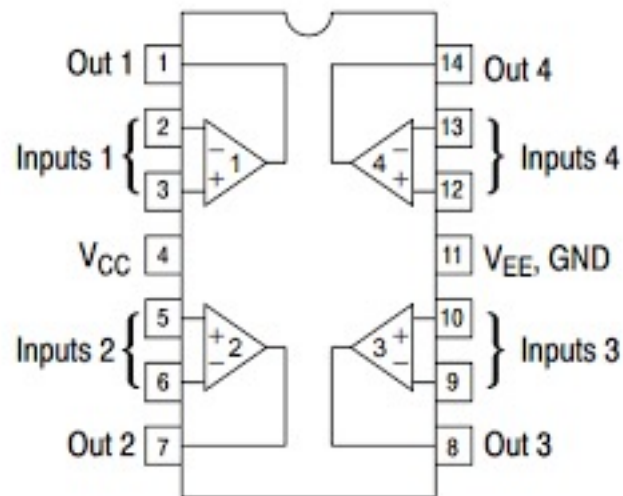 Out 1 1 14 Out 4
2 13
Inputs 1 − 1 4 − Inputs 4
3 + + 12
VCC 4 11 VEE, GND
5 + + 10
Inputs 2 − 2 3 − Inputs 3
6 9
Out 2 7 8 Out 3